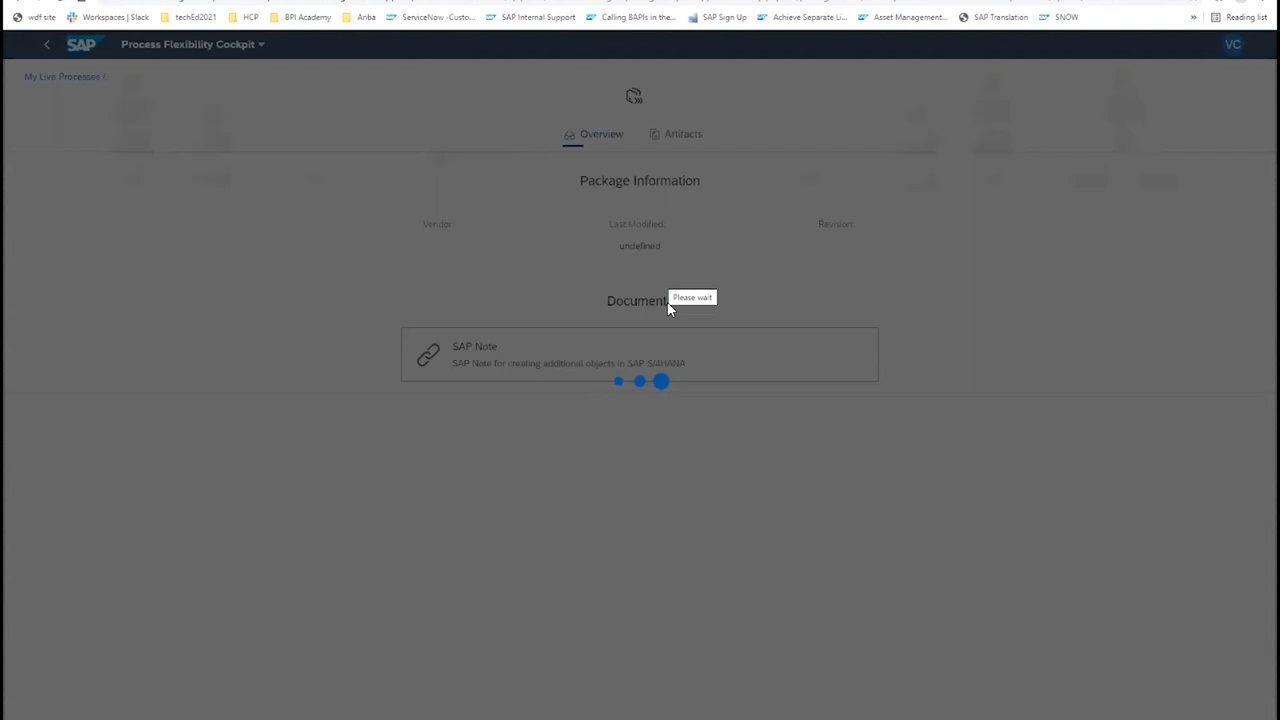 wdf site Workspaces | Slack techEd2021 HCP BPI Academy Ariba ServiceNow -Custo... SAP Internal Support Calling BAPIs in the... SAP Sign Up Achieve Separate Li... Asset Management... SAP Translation SNOW » Reading list
SAP Process Flexibility Cockpit VC
My Live Processes /
Overview Artifacts
Package Information
Vendor: Last Modified: Revision:
undefined
Document
Please wait
SAP Note
SAP Note for creating additional objects in SAP S/4HANA